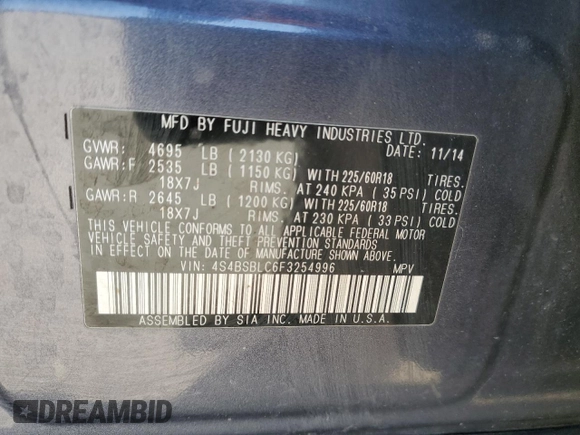 MFD BY FUJI HEAVY INDUSTRIES LTD.
GVWR: 4695 LB ( 2130 KG) DATE: 11/14
GAWR:F 2535 LB ( 1150 KG) WITH 225/60R18 TIRES.
18X7J RIMS. AT 240 KPA ( 35 PSI) COLD
GAWR:R 2645 LB ( 1200 KG) WITH 225/60R18 TIRES.
18X7J RIMS. AT 230 KPA ( 33 PSI) COLD
THIS VEHICLE CONFORMS TO ALL APPLICABLE FEDERAL MOTOR
VEHICLE SAFETY AND THEFT PREVENTION STANDARDS
IN EFFECT ON THE DATE OF MANUFACTURE SHOWN ABOVE.
VIN: 4S4BSBLC6F3254996 MPV
ASSEMBLED BY SIA INC. MADE IN U.S.A.
DREAMBID